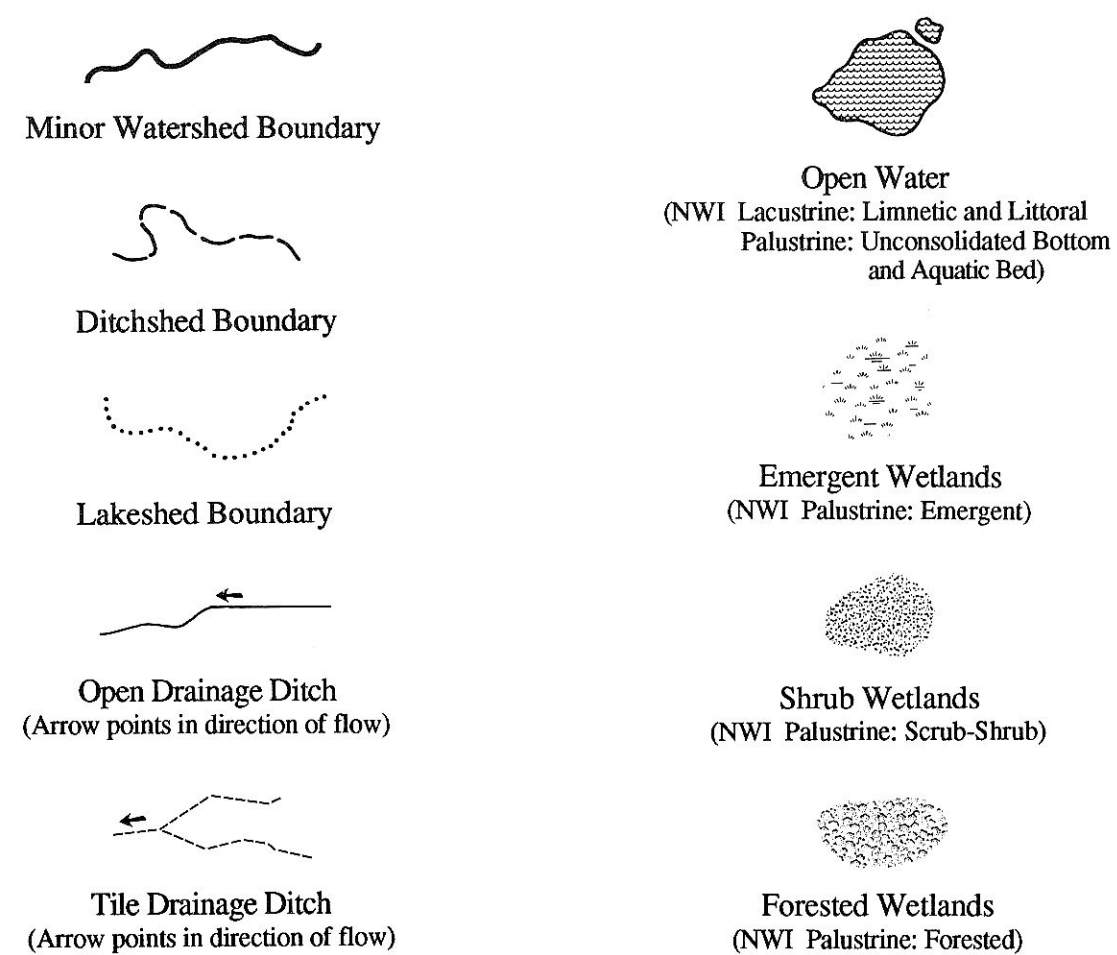 Minor Watershed Boundary
Ditchshed Boundary
Lakeshed Boundary
Open Drainage Ditch
(Arrow points in direction of flow)
Tile Drainage Ditch
(Arrow points in direction of flow)
Open Water
(NWI Lacustrine: Limnetic and Littoral
Palustrine: Unconsolidated Bottom
and Aquatic Bed)
Emergent Wetlands
(NWI Palustrine: Emergent)
Shrub Wetlands
(NWI Palustrine: Scrub-Shrub)
Forested Wetlands
(NWI Palustrine: Forested)